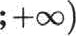 ; +∞)